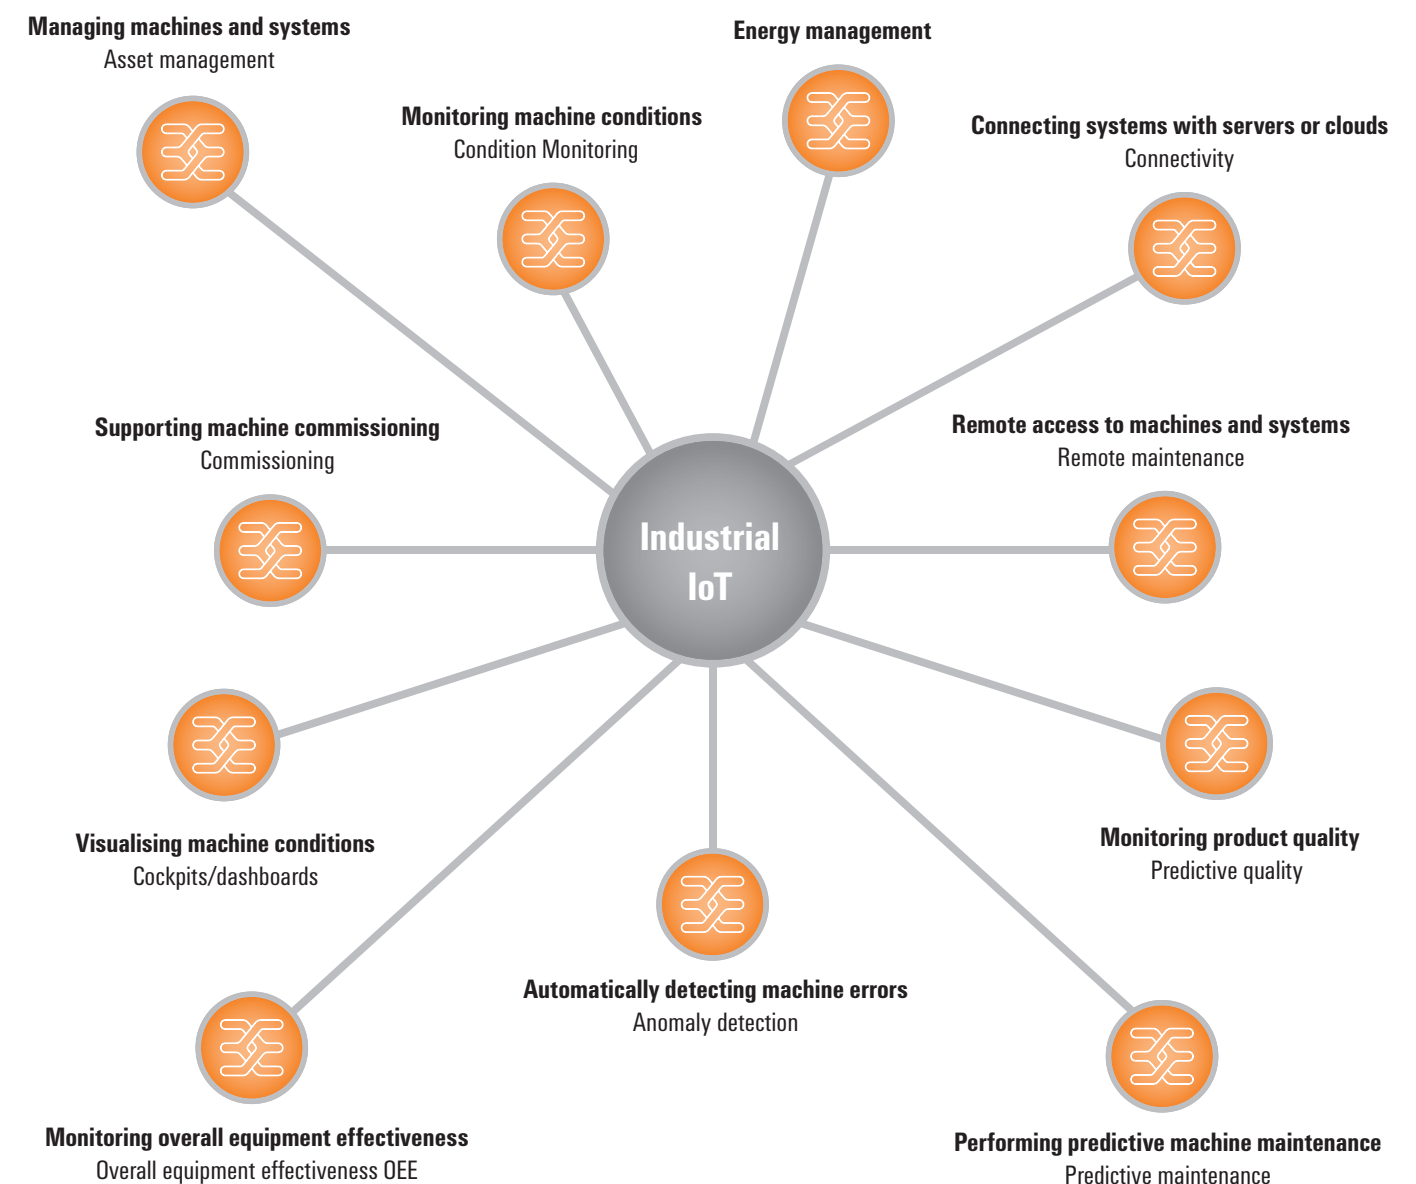 Managing machines and systems
Asset management
Energy management
Monitoring machine conditions
Condition Monitoring
Connecting systems with servers or clouds
Connectivity
Supporting machine commissioning
Commissioning
Remote access to machines and systems
Remote maintenance
Industrial
IoT
Visualising machine conditions
Cockpits/dashboards
Monitoring product quality
Predictive quality
Automatically detecting machine errors
Anomaly detection
Monitoring overall equipment effectiveness
Overall equipment effectiveness OEE
Performing predictive machine maintenance
Predictive maintenance